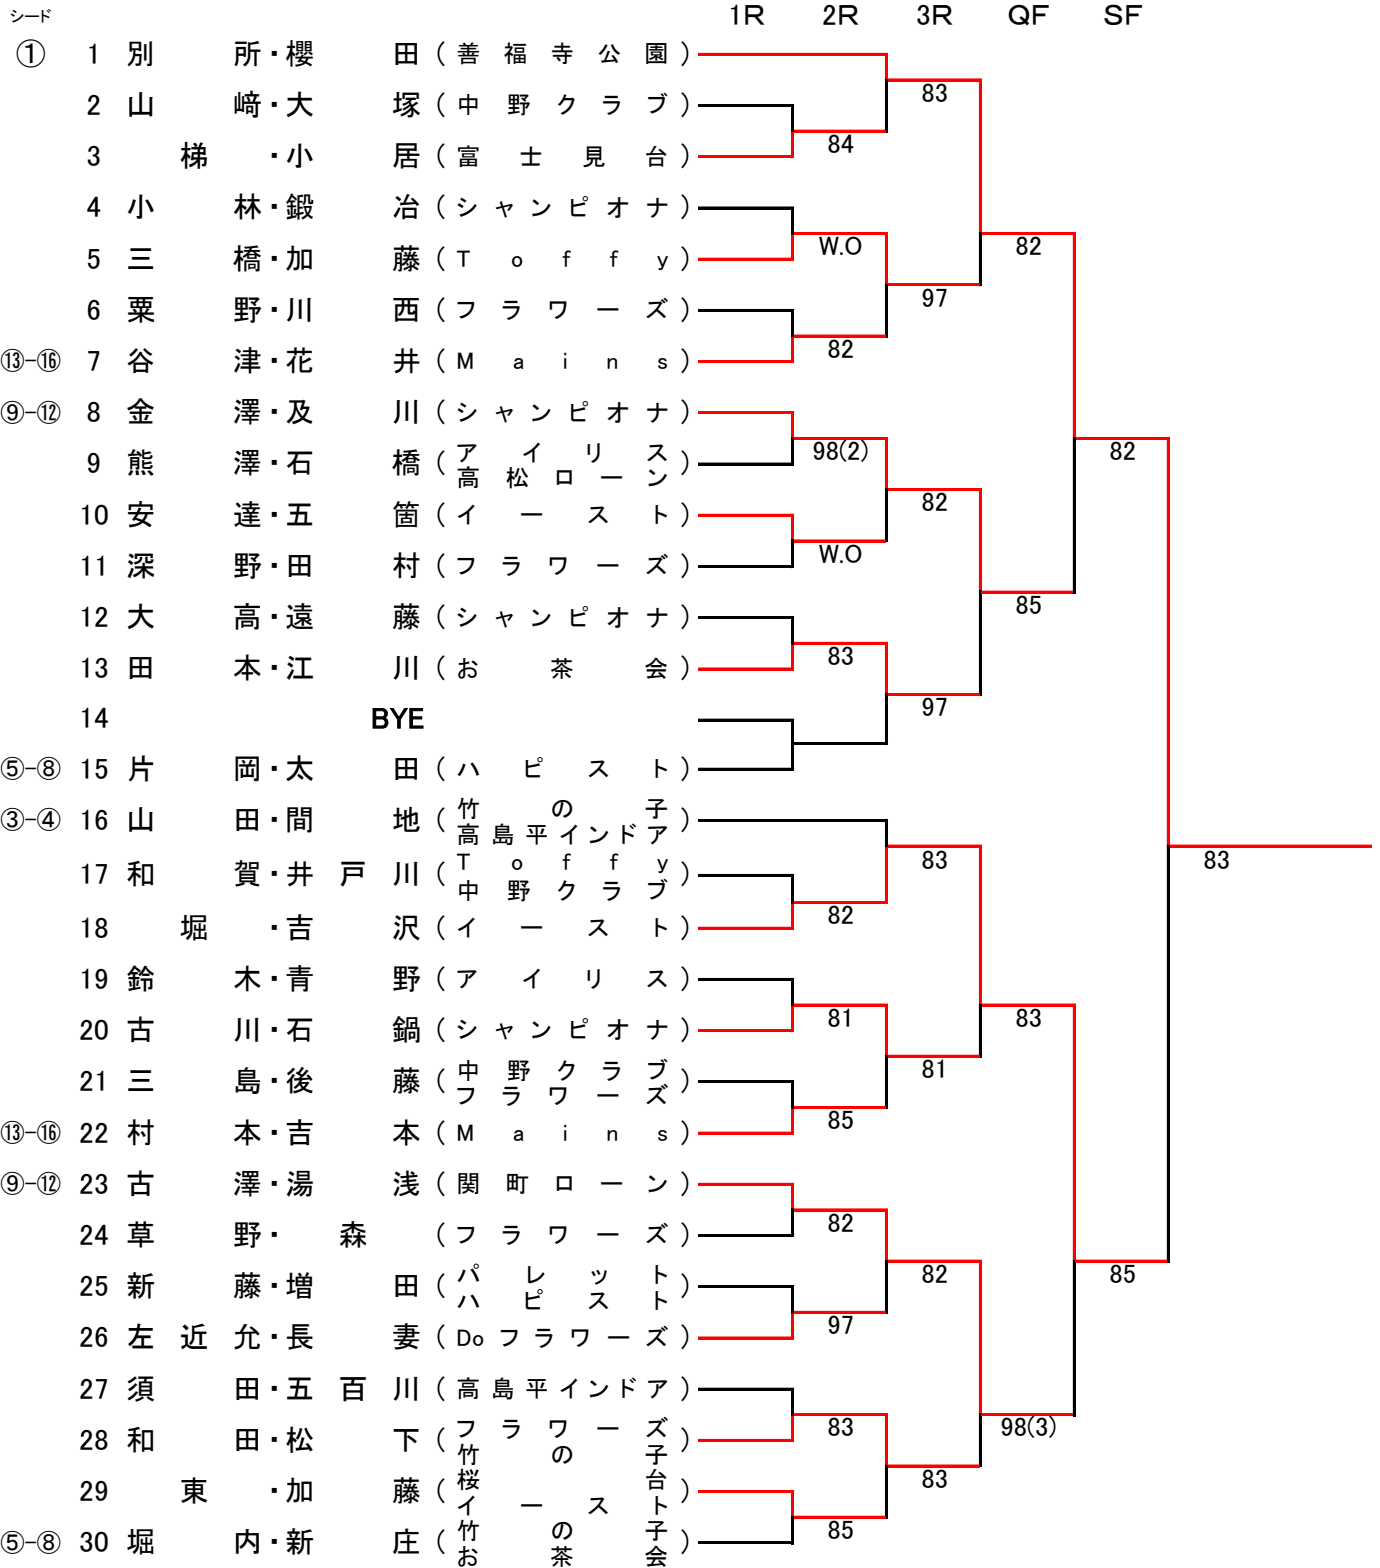 シード 1R 2R 3R QF SF
① 1 別所・櫻田(善福寺公園)
83
2 山﨑・大塚(中野クラブ)
84
3 梯・小居(富士見台)
4 小林・鍛冶(シャンピオナ)
W.O 82
5 三橋・加藤(Toffy)
97
6 粟野・川西(フラワーズ)
82
⑬-⑯ 7 谷津・花井(Mains)
⑨-⑫ 8 金澤・及川(シャンピオナ)
98(2) 82
9 熊澤・石橋(アイリス
高松ローン)
82
10 安達・五箇(イースト)
W.O
11 深野・田村(フラワーズ)
85
12 大高・遠藤(シャンピオナ)
83
13 田本・江川(お茶会)
97
14 BYE
⑤-⑧ 15 片岡・太田(ハピスト)
③-④ 16 山田・間地(竹の子
高島平インドア)
83 83
17 和賀・井戸川(Toffy
中野クラブ)
82
18 堀・吉沢(イースト)
19 鈴木・青野(アイリス)
81 83
20 古川・石鍋(シャンピオナ)
81
21 三島・後藤(中野クラブ
フラワーズ)
85
⑬-⑯ 22 村本・吉本(Mains)
⑨-⑫ 23 古澤・湯浅(関町ローン)
82
24 草野・森(フラワーズ)
82 85
25 新藤・増田(パレット
ハピスト)
97
26 左近允・長妻(Doフラワーズ)
27 須田・五百川(高島平インドア)
83 98(3)
28 和田・松下(フラワーズ
竹の子)
83
29 東・加藤(桜台
イースト)
85
⑤-⑧ 30 堀内・新庄(竹の子
お茶会)